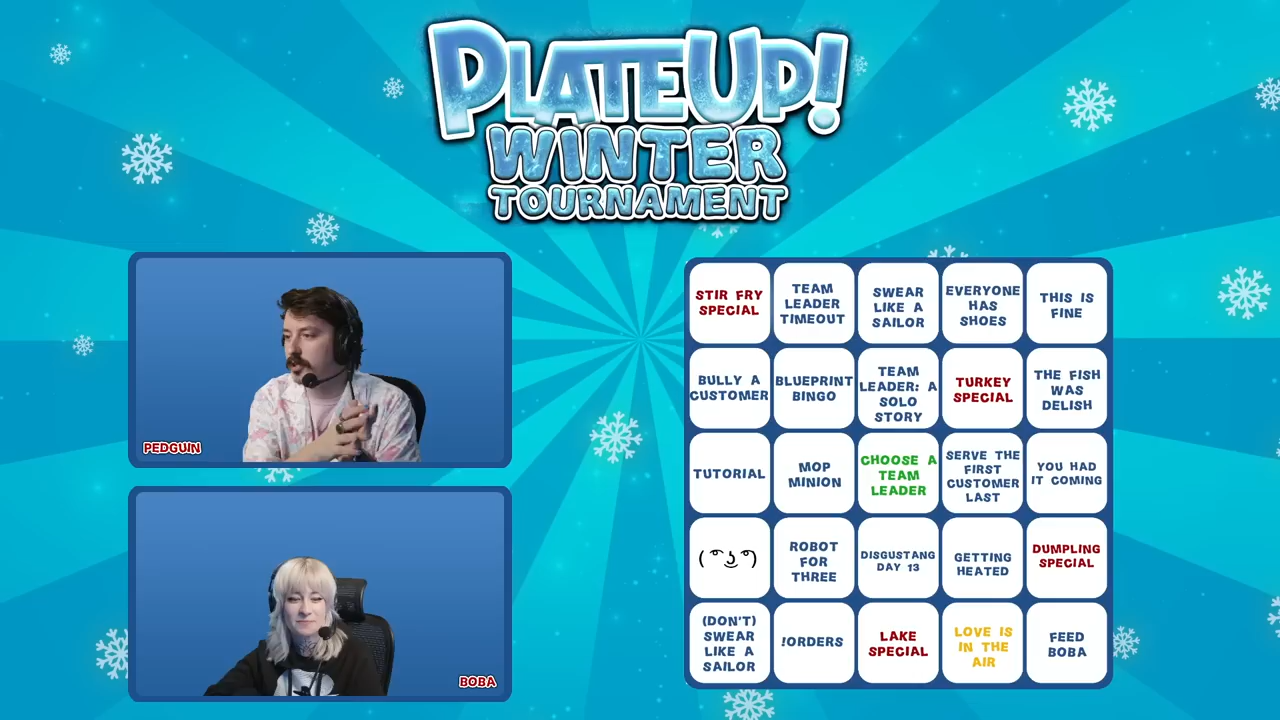 PLATEUP!
WINTER
TOURNAMENT
PEDGUIN
BOBA
STIR FRY
SPECIAL
TEAM
LEADER
TIMEOUT
SWEAR
LIKE A
SAILOR
EVERYONE
HAS
SHOES
THIS IS
FINE
BULLY A
CUSTOMER
BLUEPRINT
BINGO
TEAM
LEADER: A
SOLO
STORY
TURKEY
SPECIAL
THE FISH
WAS
DELISH
TUTORIAL
MOP
MINION
CHOOSE A
TEAM
LEADER
SERVE THE
FIRST
CUSTOMER
LAST
YOU HAD
IT COMING
( ͡° ͜ʖ ͡°)
ROBOT
FOR
THREE
DISGUSTANG
DAY 13
GETTING
HEATED
DUMPLING
SPECIAL
(DON'T)
SWEAR
LIKE A
SAILOR
!ORDERS
LAKE
SPECIAL
LOVE IS
IN THE
AIR
FEED
BOBA